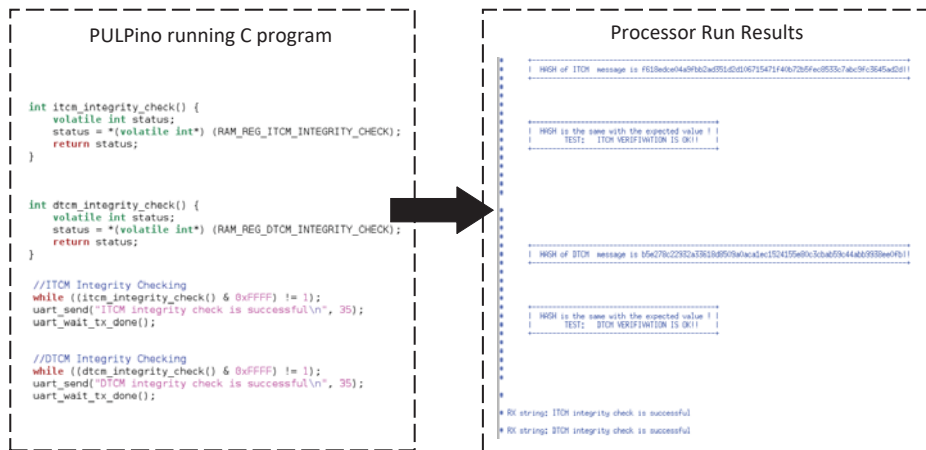 PULPino running C program
int itcm_integrity_check() {
volatile int status;
status = *(volatile int*) (RAM_REG_ITCM_INTEGRITY_CHECK);
return status;
}
int dtcm_integrity_check() {
volatile int status;
status = *(volatile int*) (RAM_REG_DTCM_INTEGRITY_CHECK);
return status;
}
//ITCM Integrity Checking
while ((itcm_integrity_check() & 0xFFFF) != 1);
uart_send("ITCM integrity check is successful\n", 35);
uart_wait_tx_done();
//DTCM Integrity Checking
while ((dtcm_integrity_check() & 0xFFFF) != 1);
uart_send("DTCM integrity check is successful\n", 35);
uart_wait_tx_done();
Processor Run Results
HASH of ITCM message is
HASH is the same with the expected value !
TEST: ITCM VERIFIVATION IS OK!!
HASH of DTCM message is
HASH is the same with the expected value !
TEST: DTCM VERIFIVATION IS OK!!
# RX string: ITCM integrity check is successful
# RX string: DTCM integrity check is successful